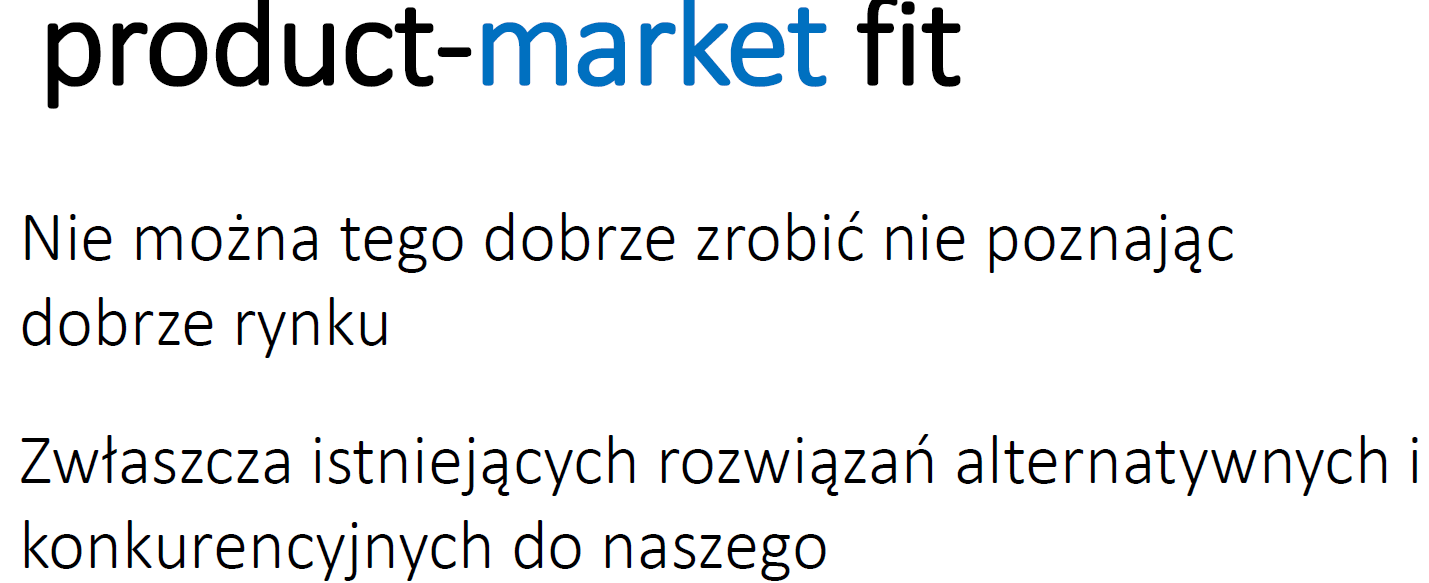 product-market fit
Nie można tego dobrze zrobić nie poznając
dobrze rynku
Zwłaszcza istniejących rozwiązań alternatywnych i
konkurencyjnych do naszego